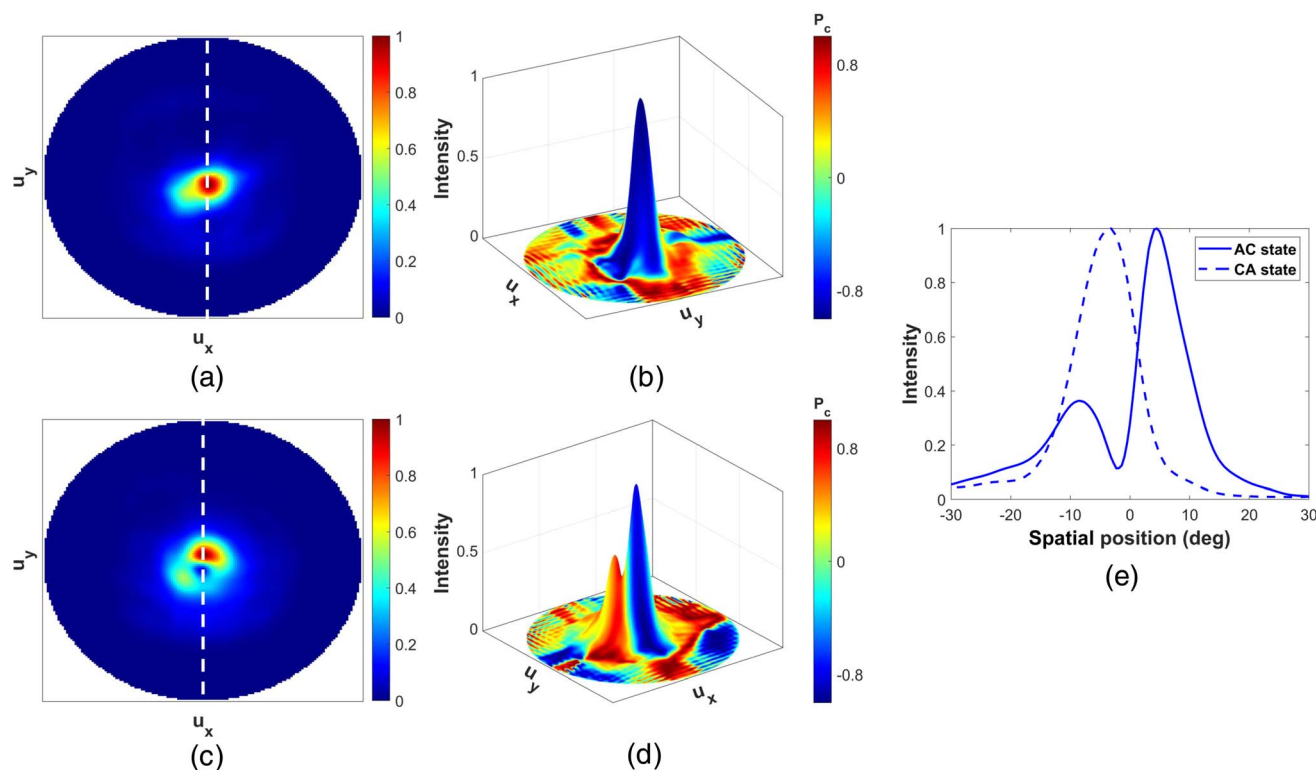 1
0.8
0.6
0.4
0.2
0
u_y
u_x
(a)
P_c
0.8
0
-0.8
1
0.5
0
Intensity
u_x
u_y
(b)
1
0.8
0.6
0.4
0.2
0
u_y
u_x
(c)
P_c
0.8
0
-0.8
1
0.5
0
Intensity
u_y
u_x
(d)
1
0.8
0.6
0.4
0.2
0
Intensity
AC state
CA state
-30 -20 -10 0 10 20 30
Spatial position (deg)
(e)